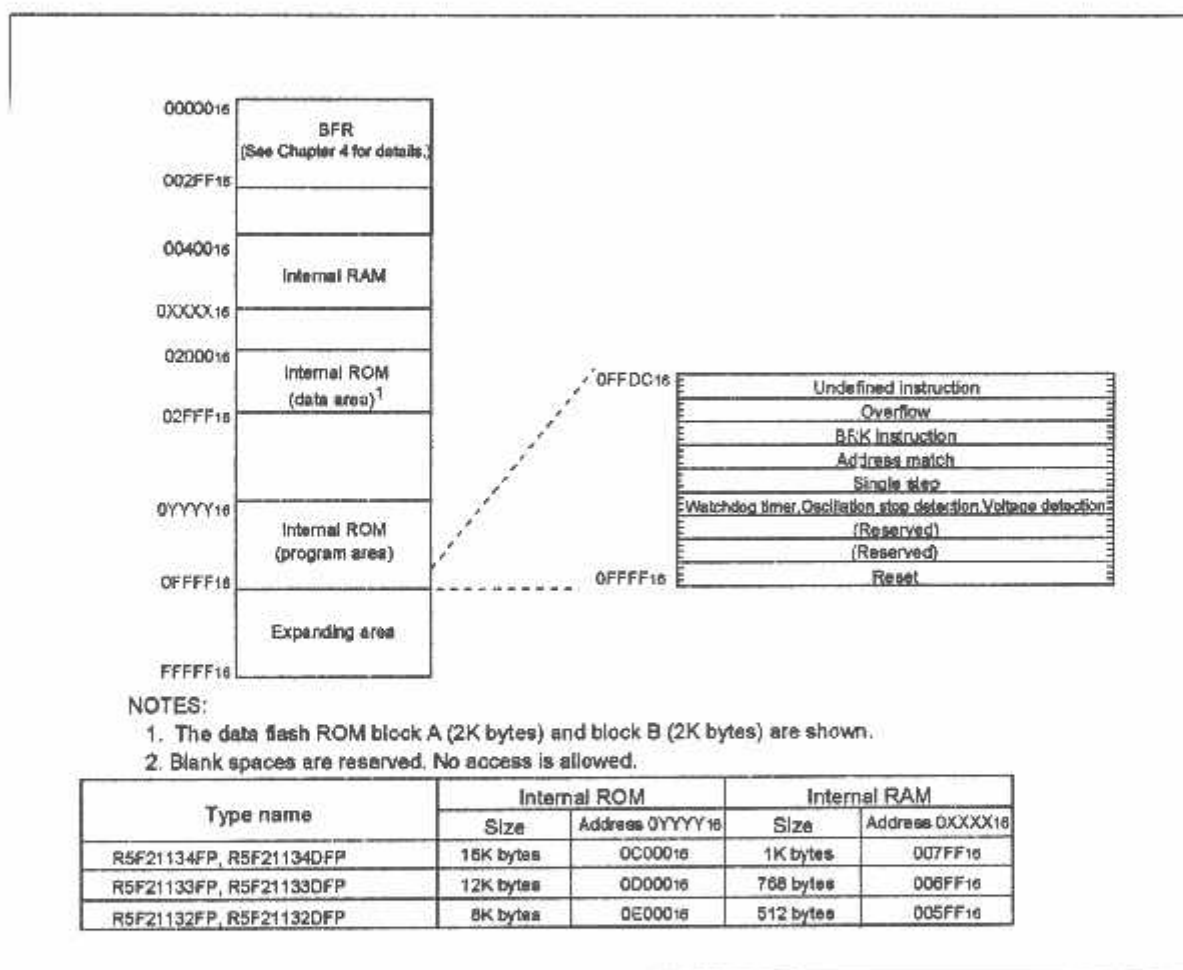 0000016
BFR
(See Chapter 4 for details.)
002FF16
0040016
Internal RAM
0XXXX16
0200016
Internal ROM
(data area)1
02FFF16
0YYYY16
Internal ROM
(program area)
0FFFF16
Expanding area
FFFFF16
0FFDC16
Undefined instruction
Overflow
BRK instruction
Address match
Single step
Watchdog timer,Oscillation stop detection,Voltage detection
(Reserved)
(Reserved)
0FFFF16
Reset
NOTES:
1. The data flash ROM block A (2K bytes) and block B (2K bytes) are shown.
2. Blank spaces are reserved. No access is allowed.
Type name Internal ROM Internal RAM
Size Address 0YYYY16 Size Address 0XXXX16
R5F21134FP, R5F21134DFP 16K bytes 0C00016 1K bytes 007FF16
R5F21133FP, R5F21133DFP 12K bytes 0D00016 768 bytes 006FF16
R5F21132FP, R5F21132DFP 8K bytes 0E00016 512 bytes 005FF16